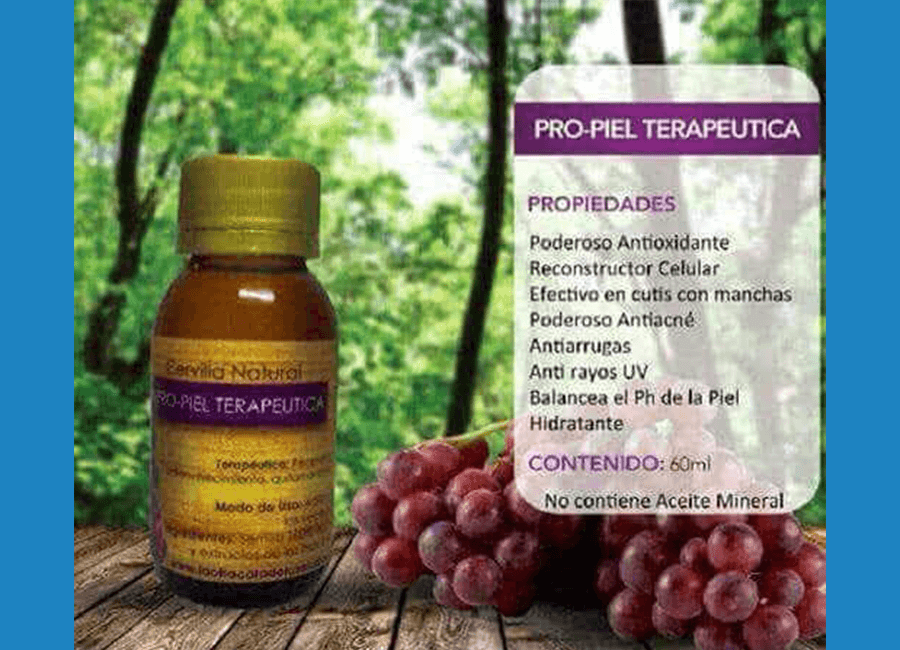 Cervilia Natural
PRO-PIEL TERAPEUTICA
Terapéutica:
Modo de Uso:
PRO-PIEL TERAPEUTICA
PROPIEDADES
Poderoso Antioxidante
Reconstructor Celular
Efectivo en cutis con manchas
Poderoso Antiacné
Antiarrugas
Anti rayos UV
Balancea el Ph de la Piel
Hidratante
CONTENIDO: 60ml
No contiene Aceite Mineral